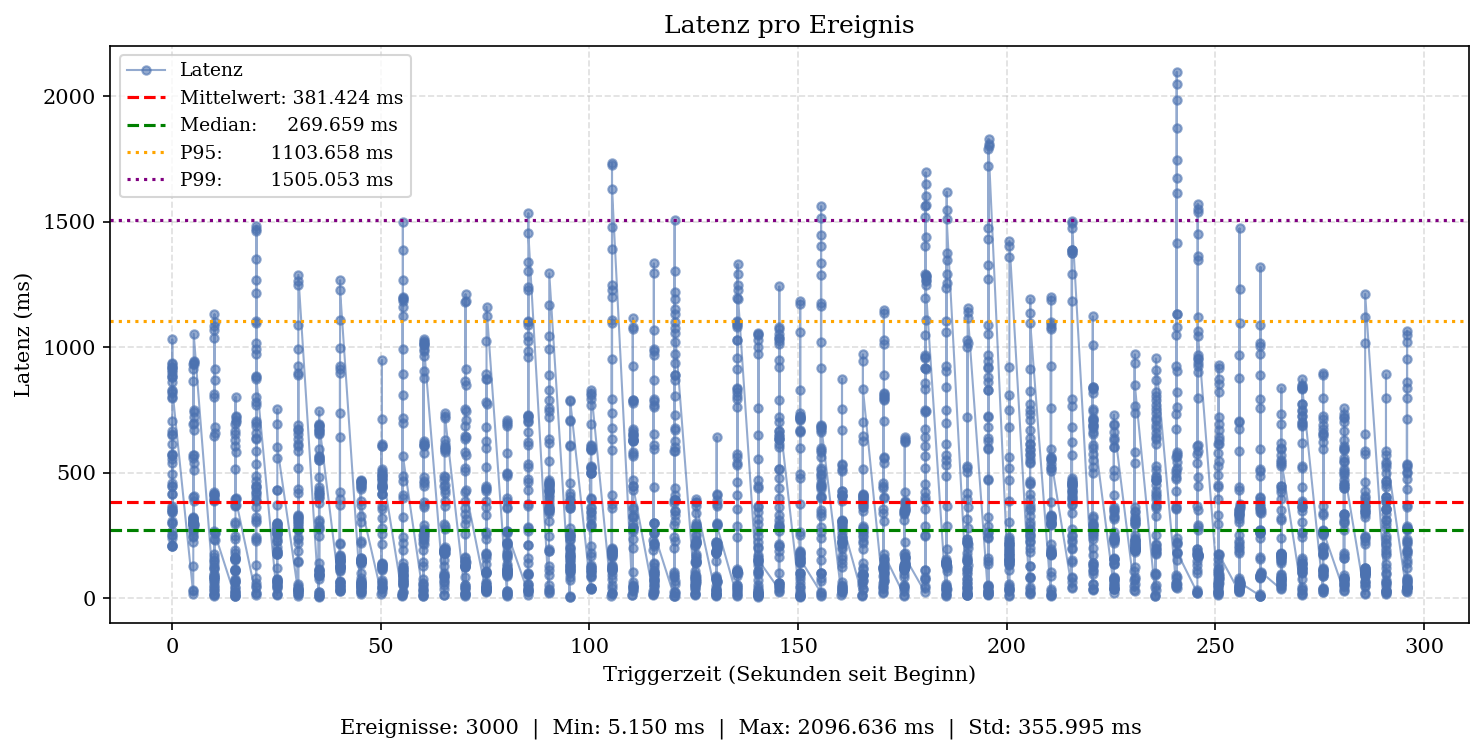 Latenz pro Ereignis
Latenz
Mittelwert: 381.424 ms
Median: 269.659 ms
P95: 1103.658 ms
P99: 1505.053 ms
Latenz (ms)
2000
1500
1000
500
0
0 50 100 150 200 250 300
Triggerzeit (Sekunden seit Beginn)
Ereignisse: 3000 | Min: 5.150 ms | Max: 2096.636 ms | Std: 355.995 ms